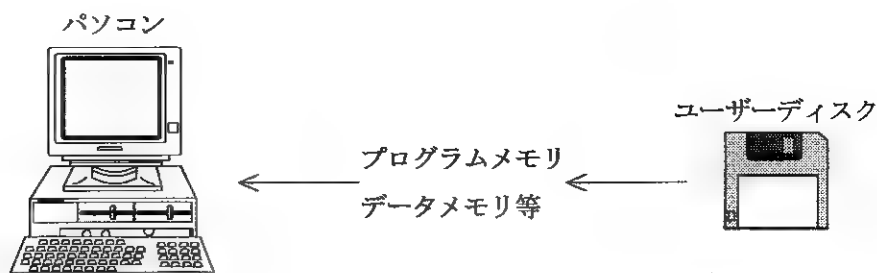 パソコン
ユーザーディスク
プログラムメモリ
データメモリ等